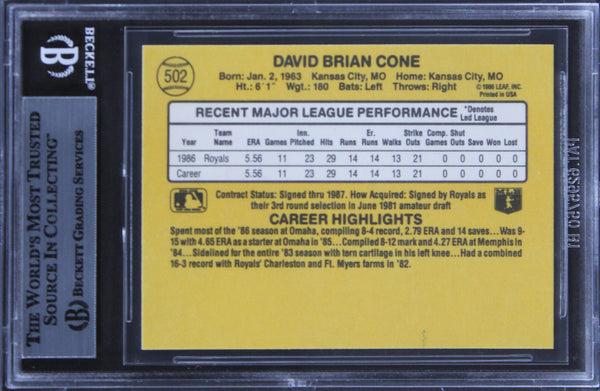 BECKETT
THE WORLD'S MOST TRUSTED
SOURCE IN COLLECTING™
BECKETT GRADING SERVICES
502
DAVID BRIAN CONE
Born: Jan. 2, 1963 Kansas City, MO Home: Kansas City, MO
Ht.: 6'1" Wgt.: 180 Bats: Left Throws: Right
© 1986 LEAF, INC.
Printed in USA
RECENT MAJOR LEAGUE PERFORMANCE *Denotes
Led League
Year Team Name ERA Games Inn. Pitched Hits Runs Er. Runs Walks Strike Outs Comp. Games Shut Outs Save Won Lost
1986 Royals 5.56 11 23 29 14 14 13 21 0 0 0 0 0
Career 5.56 11 23 29 14 14 13 21 0 0 0 0 0
Contract Status: Signed thru 1987. How Acquired: Signed by Royals as
their 3rd round selection in June 1981 amateur draft
CAREER HIGHLIGHTS
Spent most of the '86 season at Omaha, compiling 8-4 record, 2.79 ERA and 14 saves...Was 9-
15 with 4.65 ERA as a starter at Omaha in '85...Compiled 8-12 mark and 4.27 ERA at Memphis in
'84...Sidelined for the entire '83 season with torn cartilage in his left knee...Had a combined
16-3 record with Royals' Charleston and Ft. Myers farms in '82.